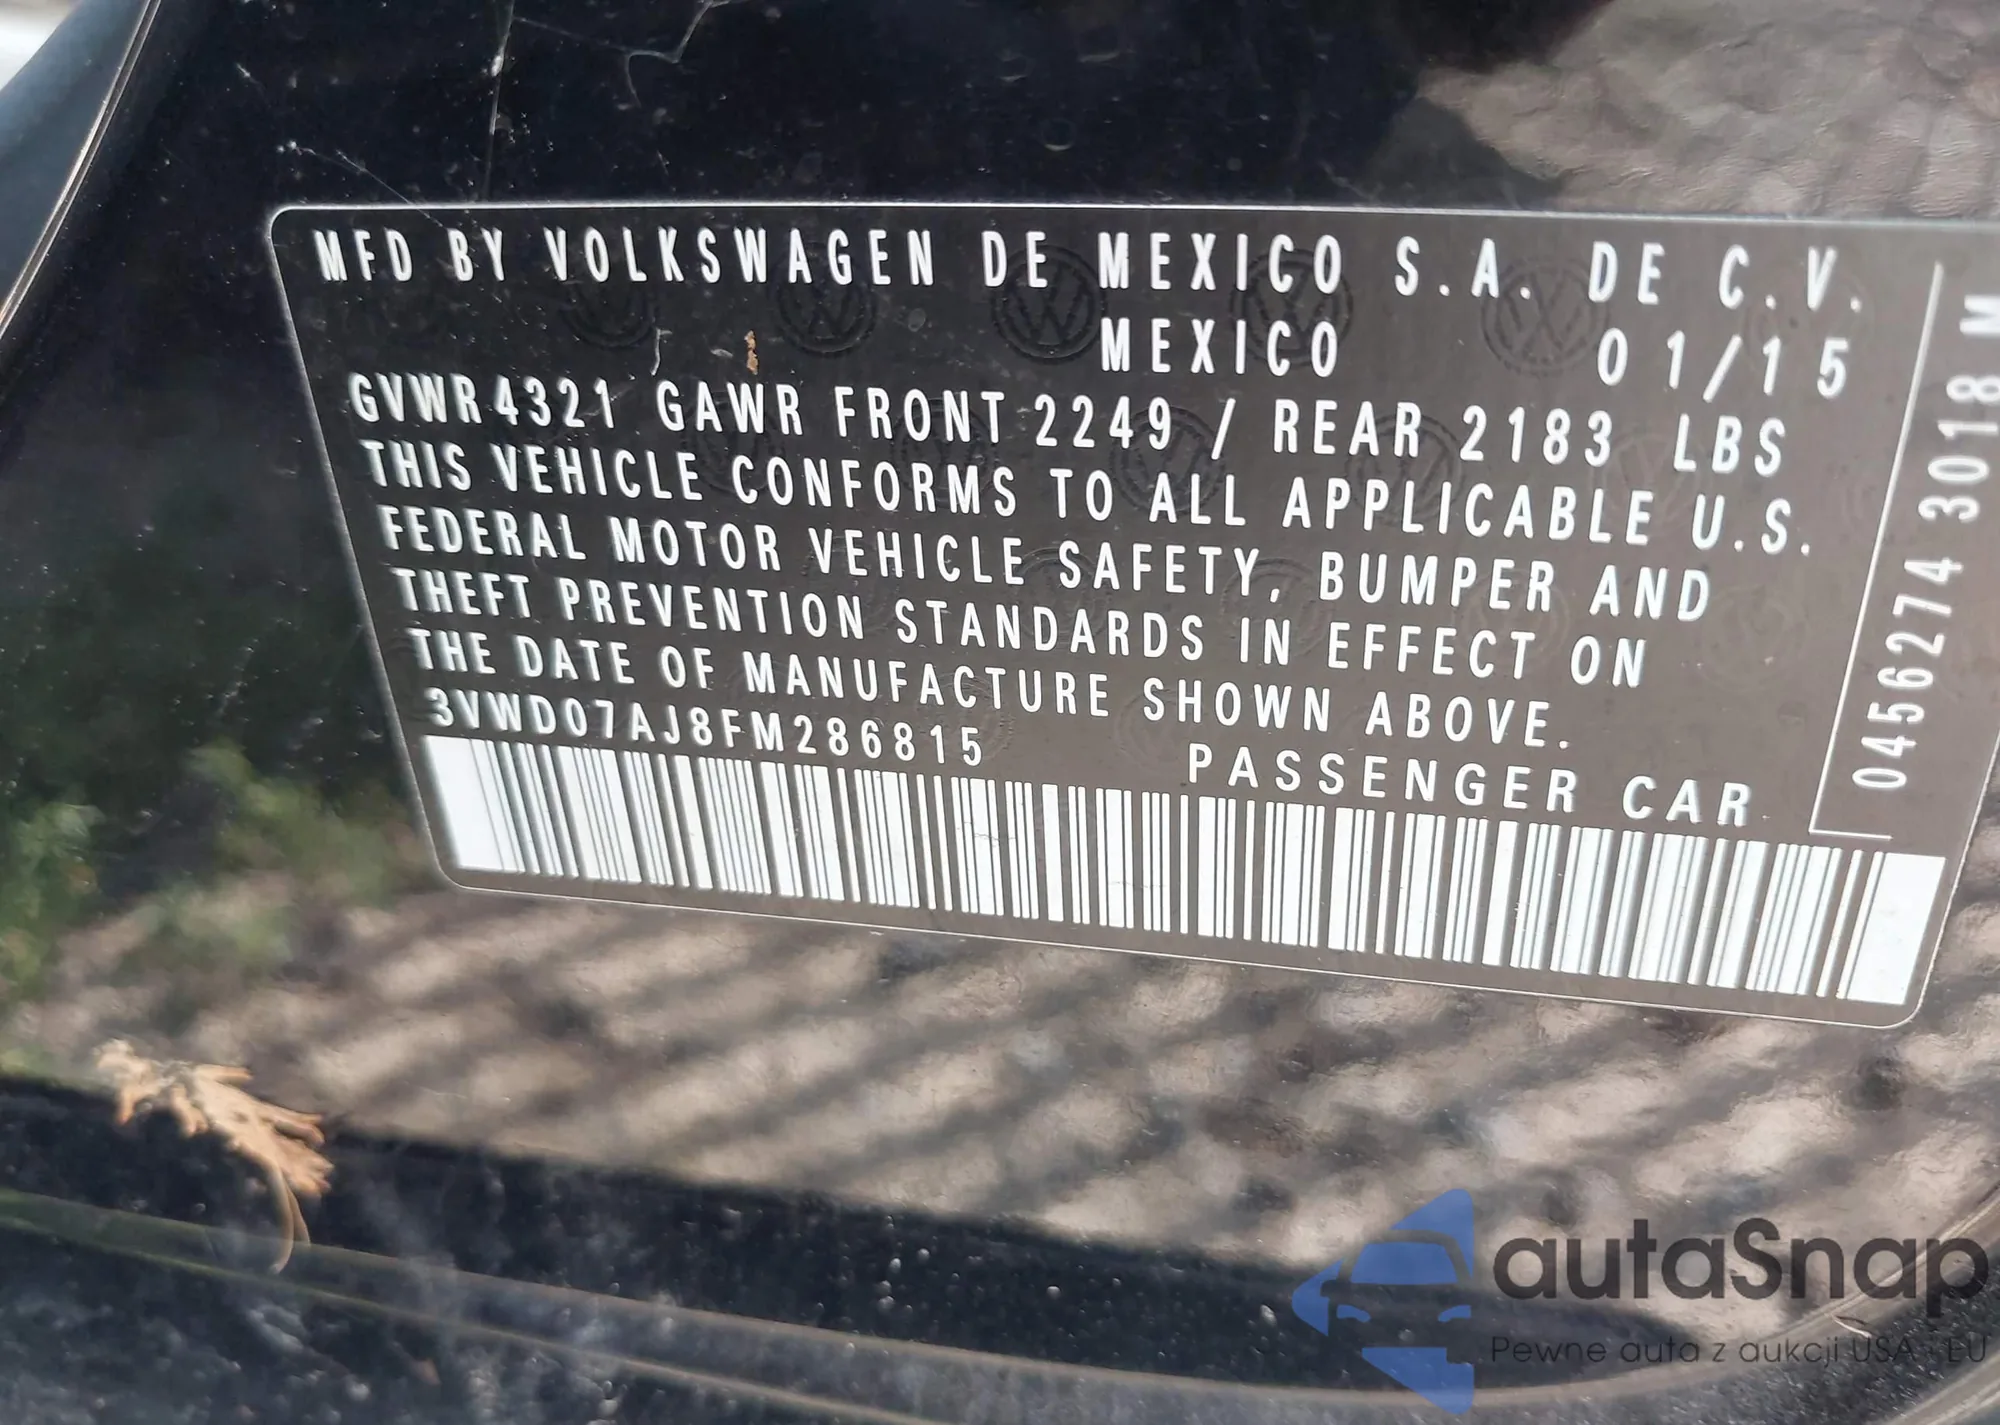 MFD BY VOLKSWAGEN DE MEXICO S.A. DE C.V.
MEXICO 01/15
GVWR 4321 GAWR FRONT 2249 / REAR 2183 LBS
THIS VEHICLE CONFORMS TO ALL APPLICABLE U.S.
FEDERAL MOTOR VEHICLE SAFETY, BUMPER AND
THEFT PREVENTION STANDARDS IN EFFECT ON
THE DATE OF MANUFACTURE SHOWN ABOVE.
3VWD07AJ8FM286815 PASSENGER CAR
0456274 3018 M
autaSnap
Pewne auta z aukcji USA - EU